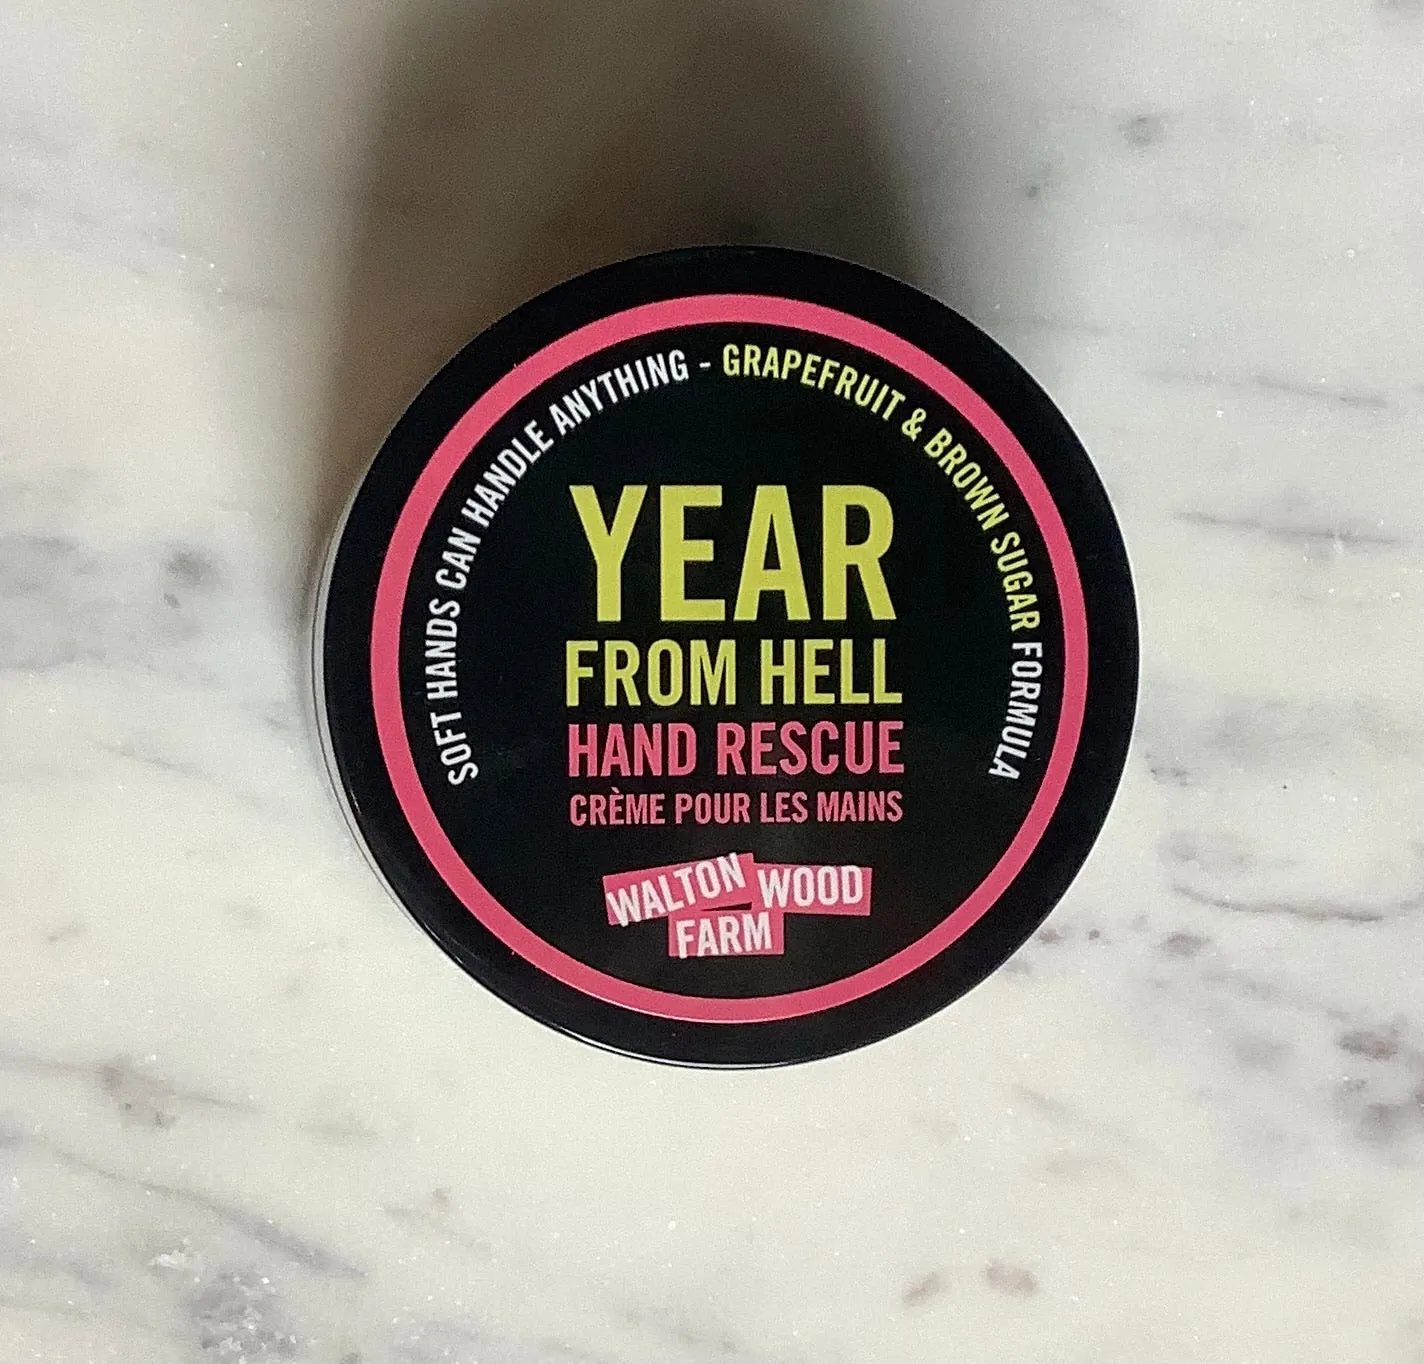 SOFT HANDS CAN HANDLE ANYTHING - GRAPEFRUIT & BROWN SUGAR FORMULA
YEAR
FROM HELL
HAND RESCUE
CRÈME POUR LES MAINS
WALTON WOOD
FARM